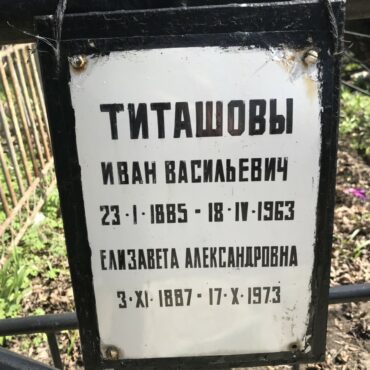 ТИТАШОВЫ
ИВАН ВАСИЛЬЕВИЧ
23·I·1885 - 18·IV·1963
ЕЛИЗАВЕТА АЛЕКСАНДРОВНА
3·XI·1887 - 17·X·1973